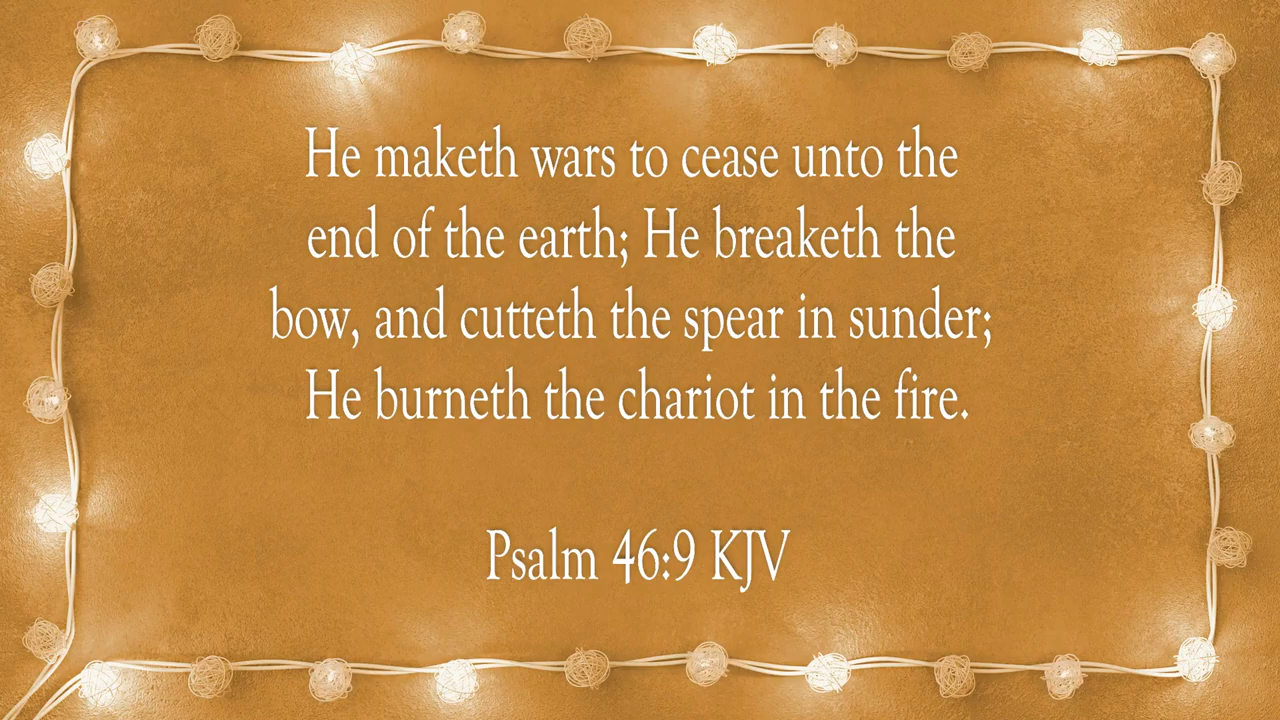 He maketh wars to cease unto the
end of the earth; He breaketh the
bow, and cutteth the spear in sunder;
He burneth the chariot in the fire.
Psalm 46:9 KJV